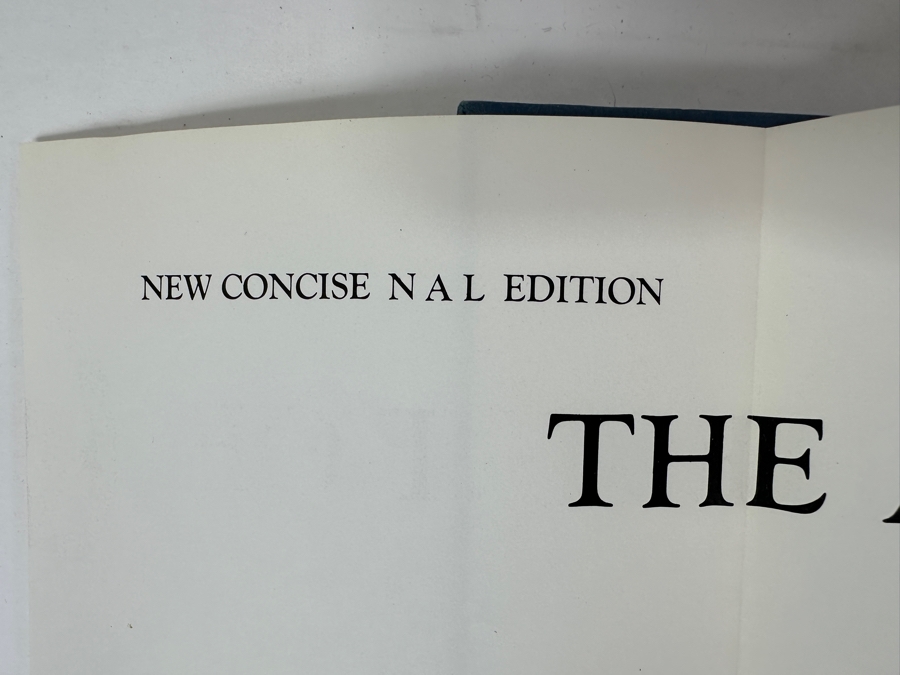 NEW CONCISE N A L EDITION
THE